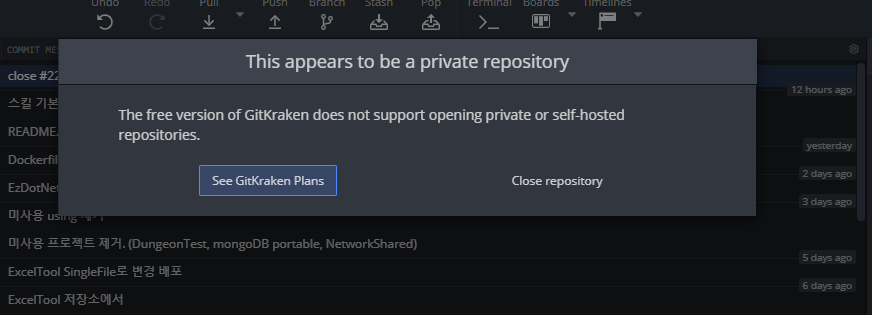 Undo Redo Pull Push Branch Stash Pop Terminal Boards Timelines
COMMIT MES
This appears to be a private repository
close #22
12 hours ago
스킬 기본
The free version of GitKraken does not support opening private or self-hosted
repositories.
README.
yesterday
Dockerfil
2 days ago
See GitKraken Plans
Close repository
EzDotNet
3 days ago
미사용 using 제거
미사용 프로젝트 제거. (DungeonTest, mongoDB portable, NetworkShared)
5 days ago
ExcelTool SingleFile로 변경 배포
6 days ago
ExcelTool 저장소에서